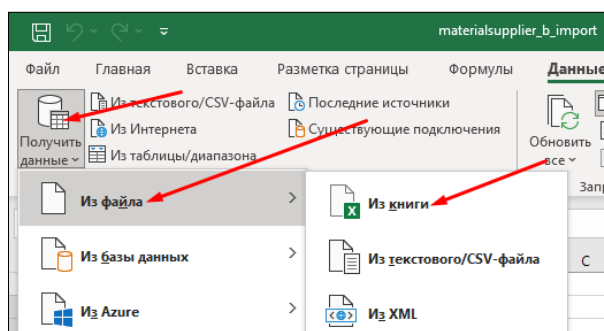 materialsupplier_b_import
Файл Главная Вставка Разметка страницы Формулы Данные
Из текстового/CSV-файла Последние источники
Получить данные Из Интернета Существующие подключения Обновить все
Из таблицы/диапазона
Из файла Из книги
Из базы данных Из текстового/CSV-файла C
Из Azure Из XML